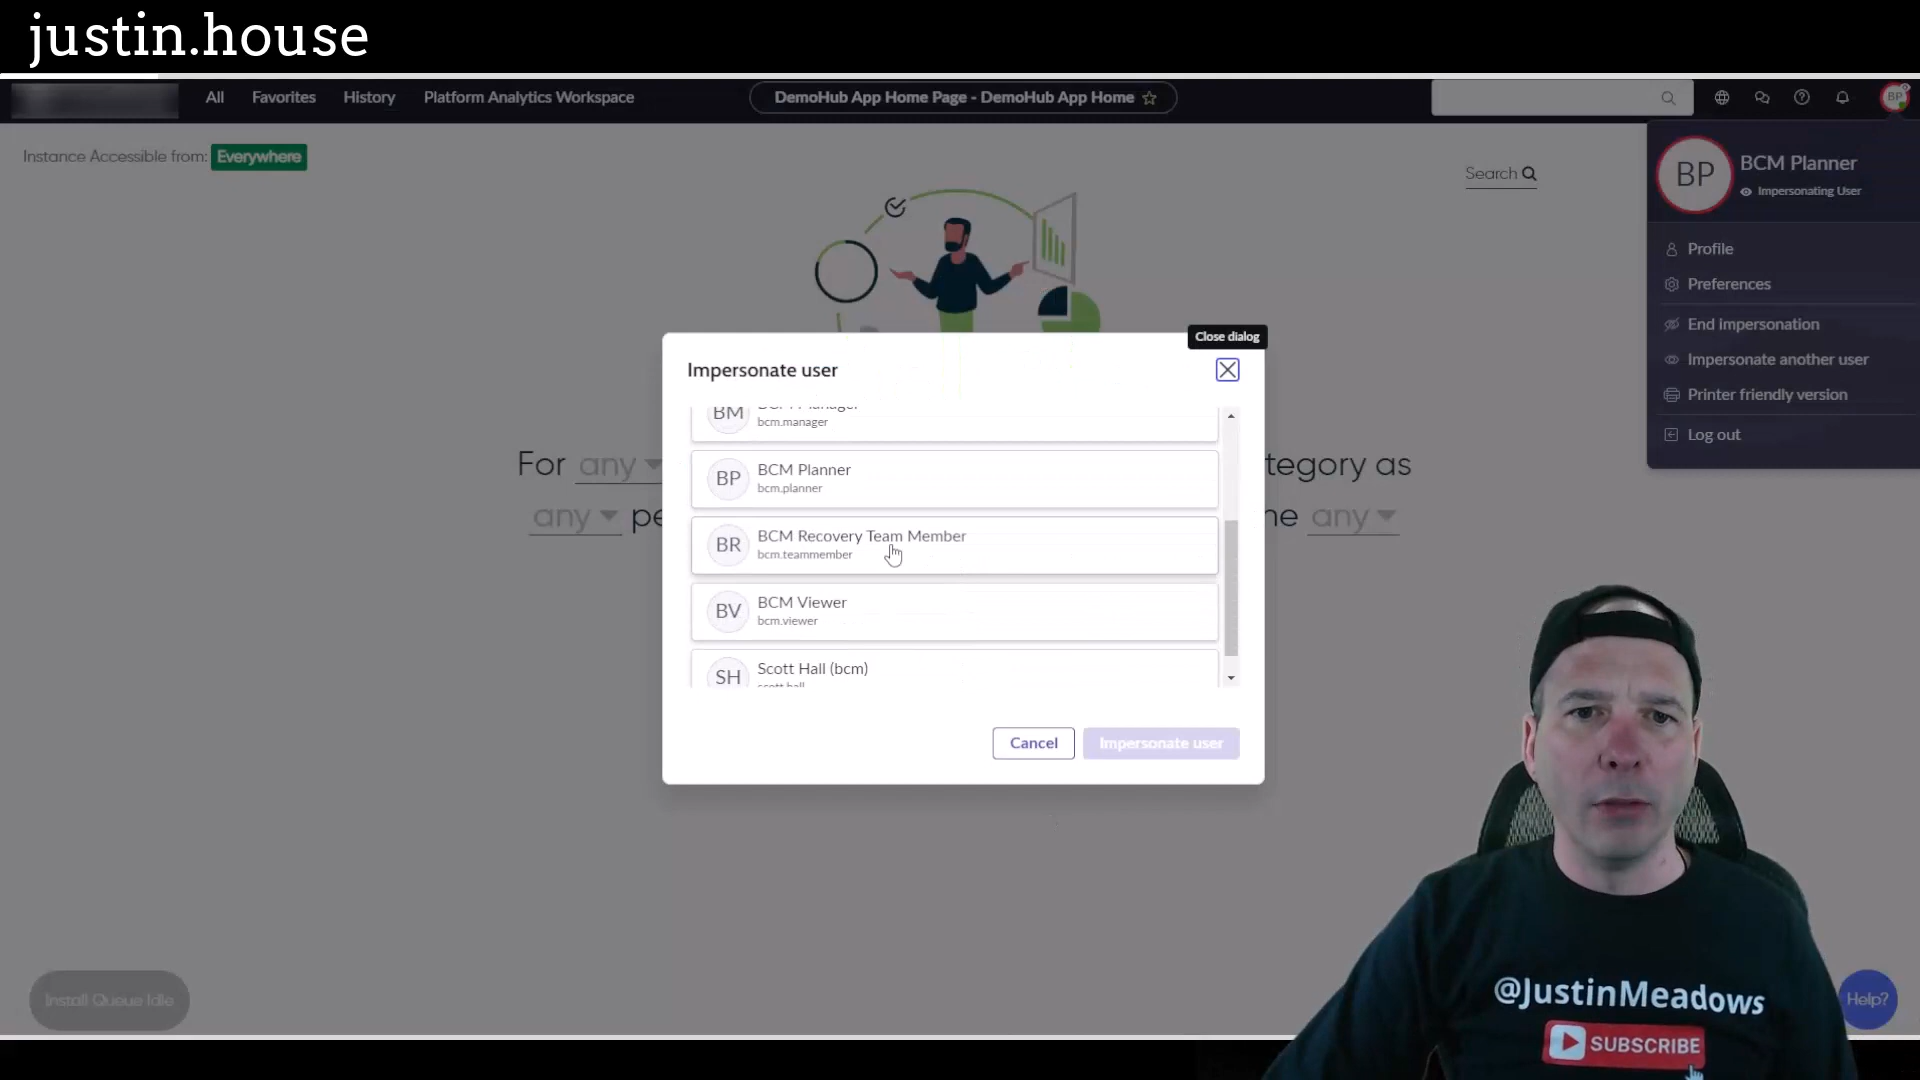 justin.house
All Favorites History Platform Analytics Workspace
DemoHub App Home Page - DemoHub App Home
BP
Instance Accessible from: Everywhere
Search
BP
BCM Planner
Impersonating User
Profile
Preferences
End impersonation
Impersonate another user
Printer friendly version
Log out
Close dialog
Impersonate user
BM
bcm.manager
BP
BCM Planner
bcm.planner
BR
BCM Recovery Team Member
bcm.teammember
BV
BCM Viewer
bcm.viewer
SH
Scott Hall (bcm)
scott.hall
For any
tegory as
any pe
ne any
Cancel Impersonate user
Install Queue Idle
Help?
@JustinMeadows
SUBSCRIBE